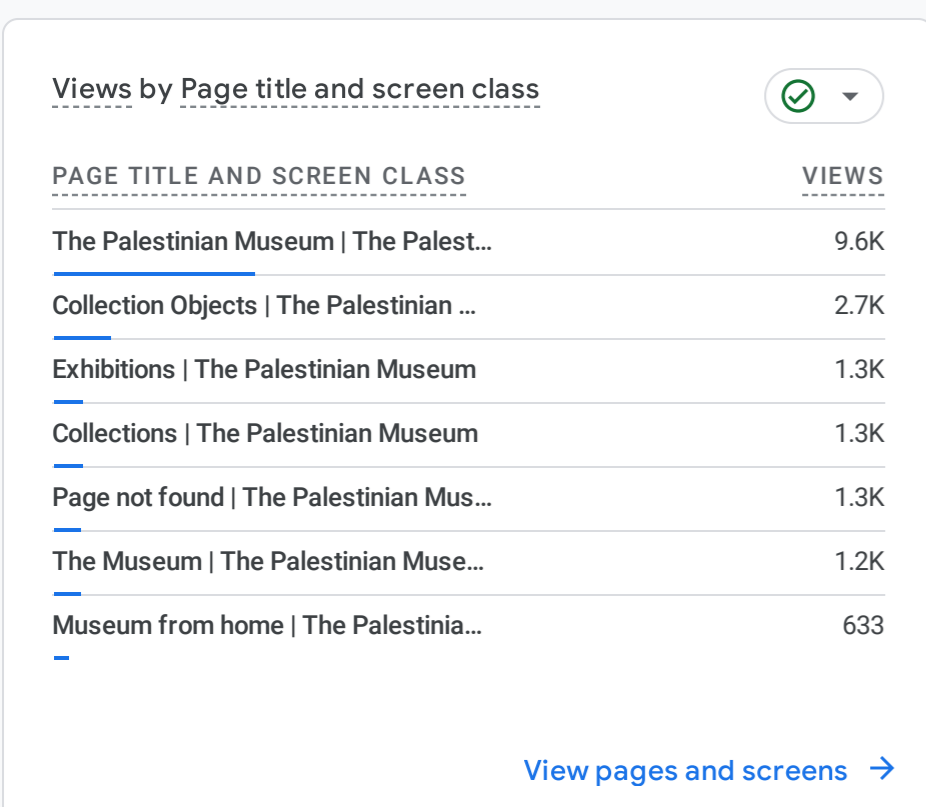 Views by Page title and screen class
PAGE TITLE AND SCREEN CLASS VIEWS
The Palestinian Museum | The Palest... 9.6K
Collection Objects | The Palestinian ... 2.7K
Exhibitions | The Palestinian Museum 1.3K
Collections | The Palestinian Museum 1.3K
Page not found | The Palestinian Mus... 1.3K
The Museum | The Palestinian Muse... 1.2K
Museum from home | The Palestinia... 633
View pages and screens